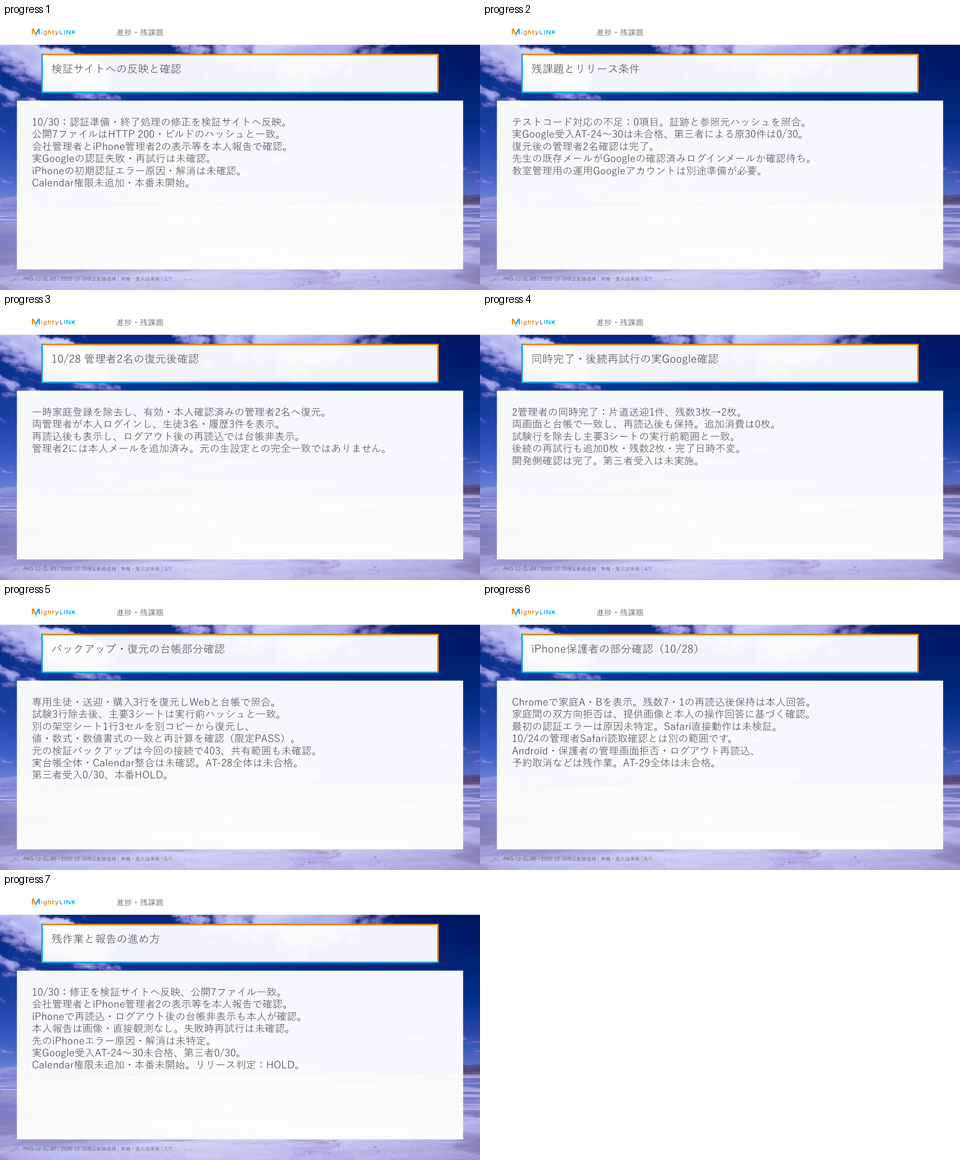 progress 1
MightyLINK
進捗・残課題
検証サイトへの反映と確認
10/30：認証準備・終了処理の修正を検証サイトへ反映。
公開7ファイルはHTTP 200・ビルドのハッシュと一致。
会社管理者とiPhone管理者2の表示等を本人報告で確認。
実Googleの認証失敗・再試行は未確認。
iPhoneの初期認証エラー原因・解消は未確認。
Calendar権限未追加・本番未開始。
progress 2
MightyLINK
進捗・残課題
残課題とリリース条件
テストコード対応の不足：0項目。証跡と参照元ハッシュを照合。
実Google受入AT-24～30は未合格、第三者による原30件は0/30。
復元後の管理者2名確認は完了。
先生の既存メールがGoogleの確認済みログインメールか確認待ち。
教室管理用の運用Googleアカウントは別途準備が必要。
progress 3
MightyLINK
進捗・残課題
10/28 管理者2名の復元後確認
一時家庭登録を除去し、有効・本人確認済みの管理者2名へ復元。
両管理者が本人ログインし、生徒3名・履歴3件を表示。
再読込後も表示し、ログアウト後の再読込では台帳非表示。
管理者2には本人メールを追加済み。元の生設定との完全一致ではありません。
progress 4
MightyLINK
進捗・残課題
同時完了・後続再試行の実Google確認
2管理者の同時完了：片道送迎1件、残数3枚→2枚。
両画面と台帳で一致し、再読込後も保持。追加消費は0枚。
試験行を除去し主要3シートの実行前範囲と一致。
後続の再試行も追加0枚・残数2枚・完了日時不変。
開発側確認は完了。第三者受入は未実施。
progress 5
MightyLINK
進捗・残課題
バックアップ・復元の台帳部分確認
専用生徒・送迎・購入3行を復元しWebと台帳で照合。
試験3行除去後、主要3シートは実行前ハッシュと一致。
別の架空シート1行3セルを別コピーから復元し、
値・数式・数値書式の一致と再計算を確認（限定PASS）。
元の検証バックアップは今回の接続で403、共有範囲も未確認。
実台帳全体・Calendar整合は未確認。AT-28全体は未合格。
第三者受入0/30、本番HOLD。
progress 6
MightyLINK
進捗・残課題
iPhone保護者の部分確認（10/28）
Chromeで家庭A・Bを表示。残数7・1の再読込後保持は本人回答。
家庭間の双方向拒否は、提供画像と本人の操作回答に基づく確認。
最初の認証エラーは原因未特定。Safari直接動作は未検証。
10/24の管理者Safari読取確認とは別の範囲です。
Android・保護者の管理画面拒否・ログアウト再読込、
予約取消などは残作業。AT-29全体は未合格。
progress 7
MightyLINK
進捗・残課題
残作業と報告の進め方
10/30：修正を検証サイトへ反映、公開7ファイル一致。
会社管理者とiPhone管理者2の表示等を本人報告で確認。
iPhoneで再読込・ログアウト後の台帳非表示も本人が確認。
本人報告は画像・直接観測なし。失敗時再試行は未確認。
先のiPhoneエラー原因・解消は未特定。
実Google受入AT-24～30未合格、第三者0/30。
Calendar権限未追加・本番未開始。リリース判定：HOLD。